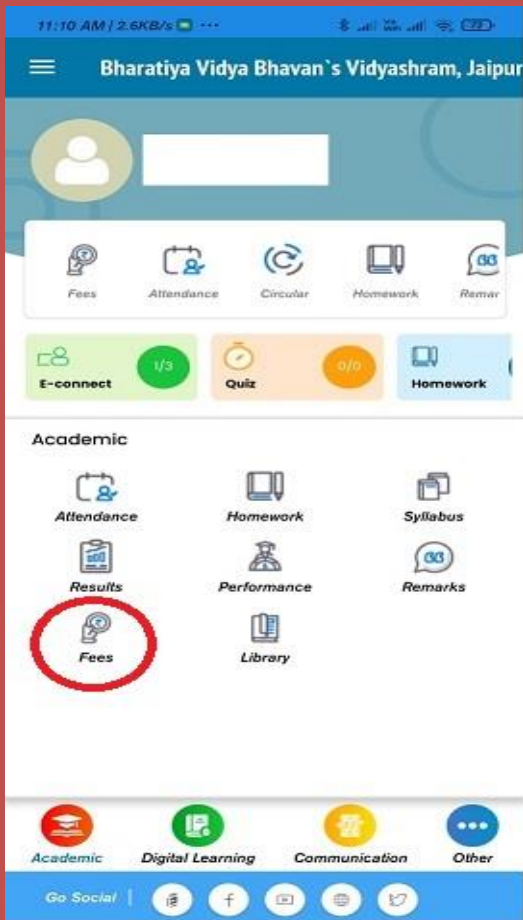 11:10 AM | 2.6KB/s ...
Bharatiya Vidya Bhavan`s Vidyashram, Jaipur
Fees Attendance Circular Homework Remar
E-connect 1/3 Quiz 0/0 Homework
Academic
Attendance Homework Syllabus
Results Performance Remarks
Fees Library
Academic Digital Learning Communication Other
Go Social |